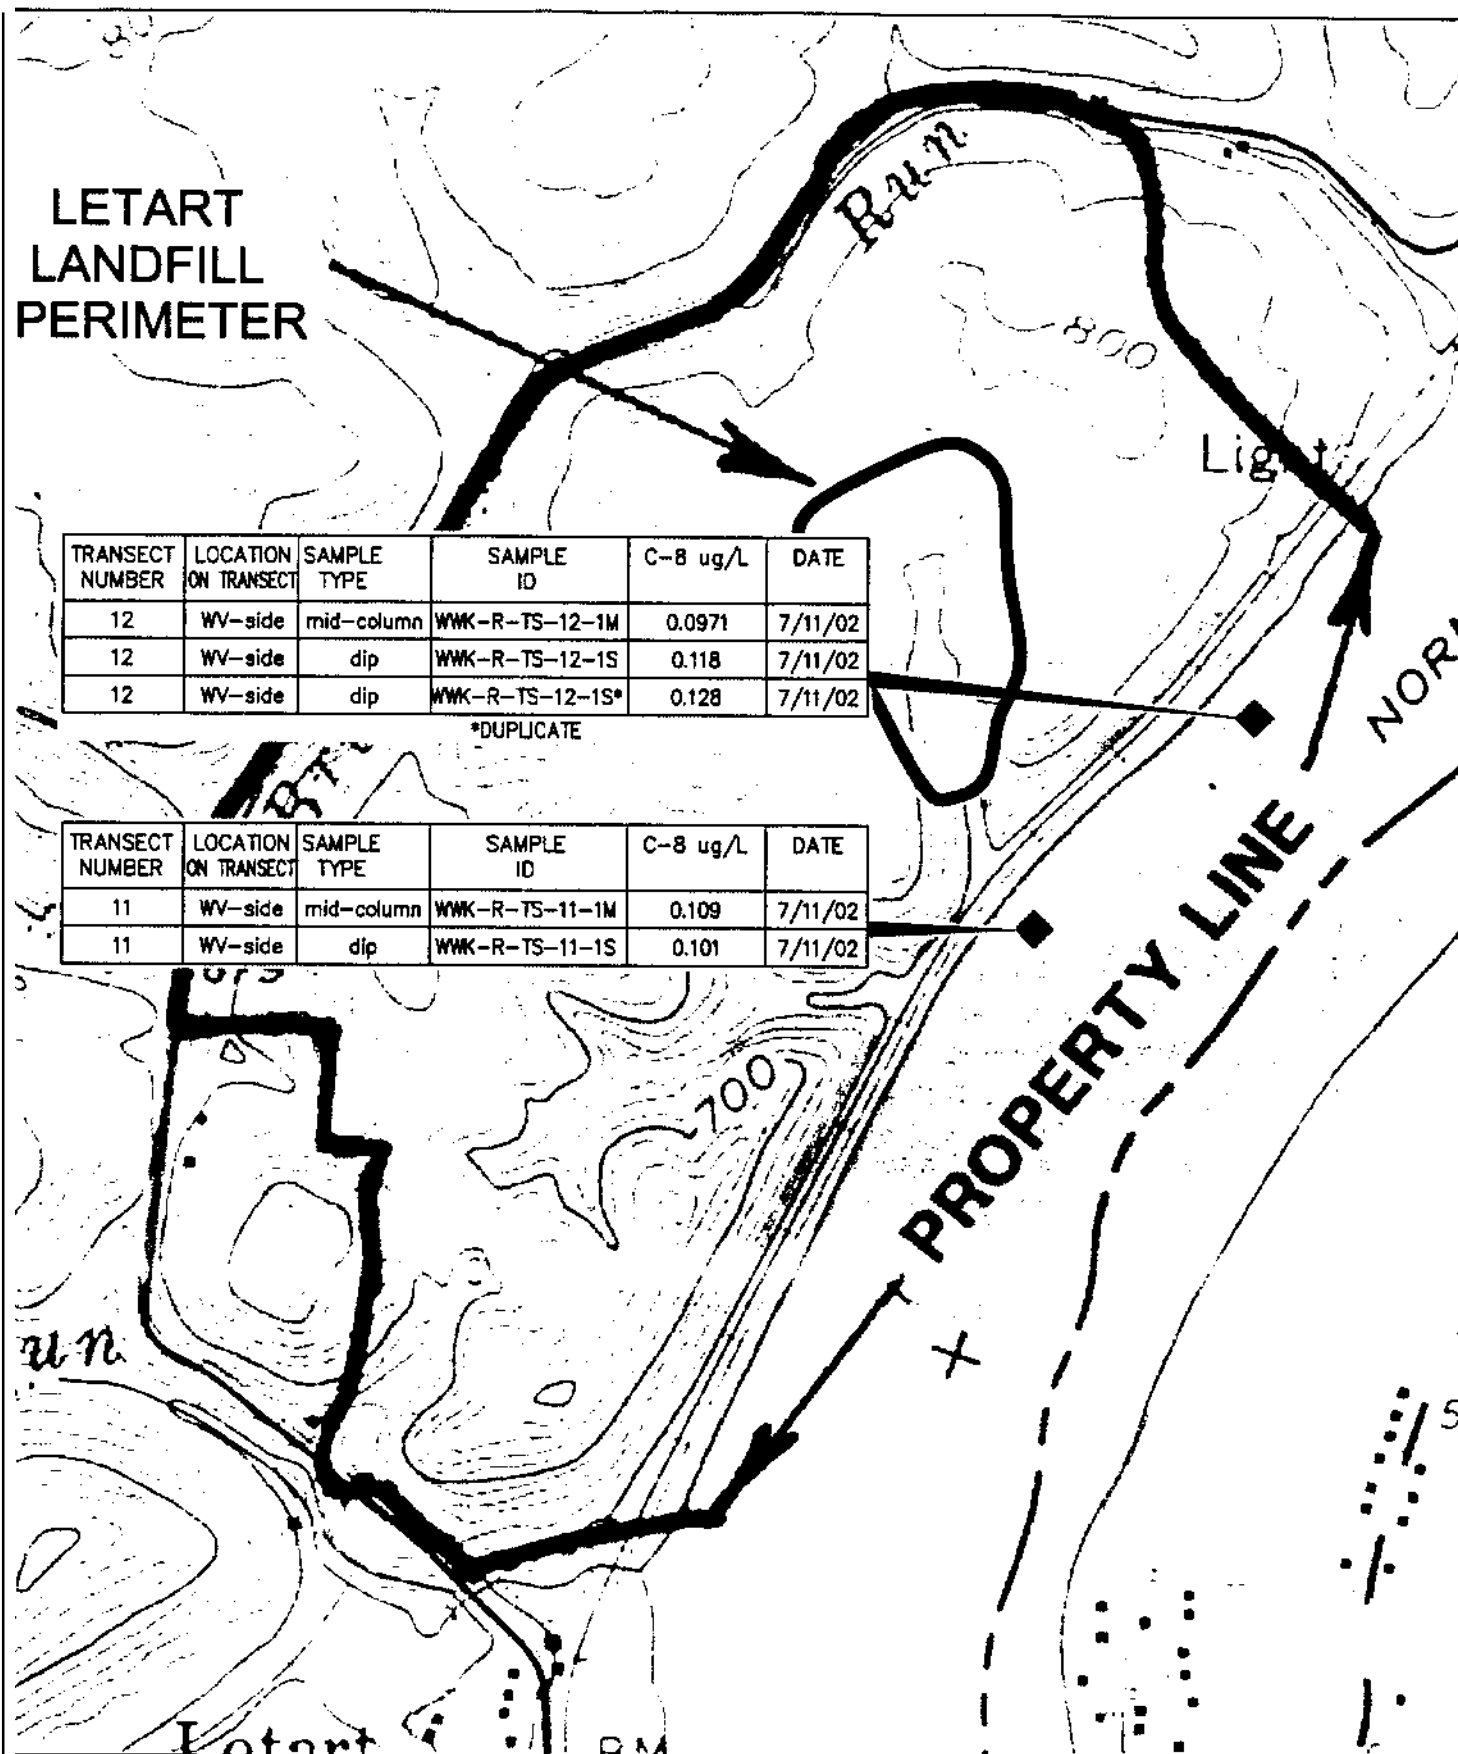 Run
LETART
LANDFILL
PERIMETER
800
Light
TRANSECT NUMBER LOCATION ON TRANSECT SAMPLE TYPE SAMPLE ID C-8 ug/L DATE
12 WV-side mid-column WWK-R-TS-12-1M 0.0971 7/11/02
12 WV-side dip WWK-R-TS-12-1S 0.118 7/11/02
12 WV-side dip WWK-R-TS-12-1S* 0.128 7/11/02
*DUPLICATE
NOR
TRANSECT NUMBER LOCATION ON TRANSECT SAMPLE TYPE SAMPLE ID C-8 ug/L DATE
11 WV-side mid-column WWK-R-TS-11-1M 0.109 7/11/02
11 WV-side dip WWK-R-TS-11-1S 0.101 7/11/02
PROPERTY LINE
700
un
5
Letart
BM